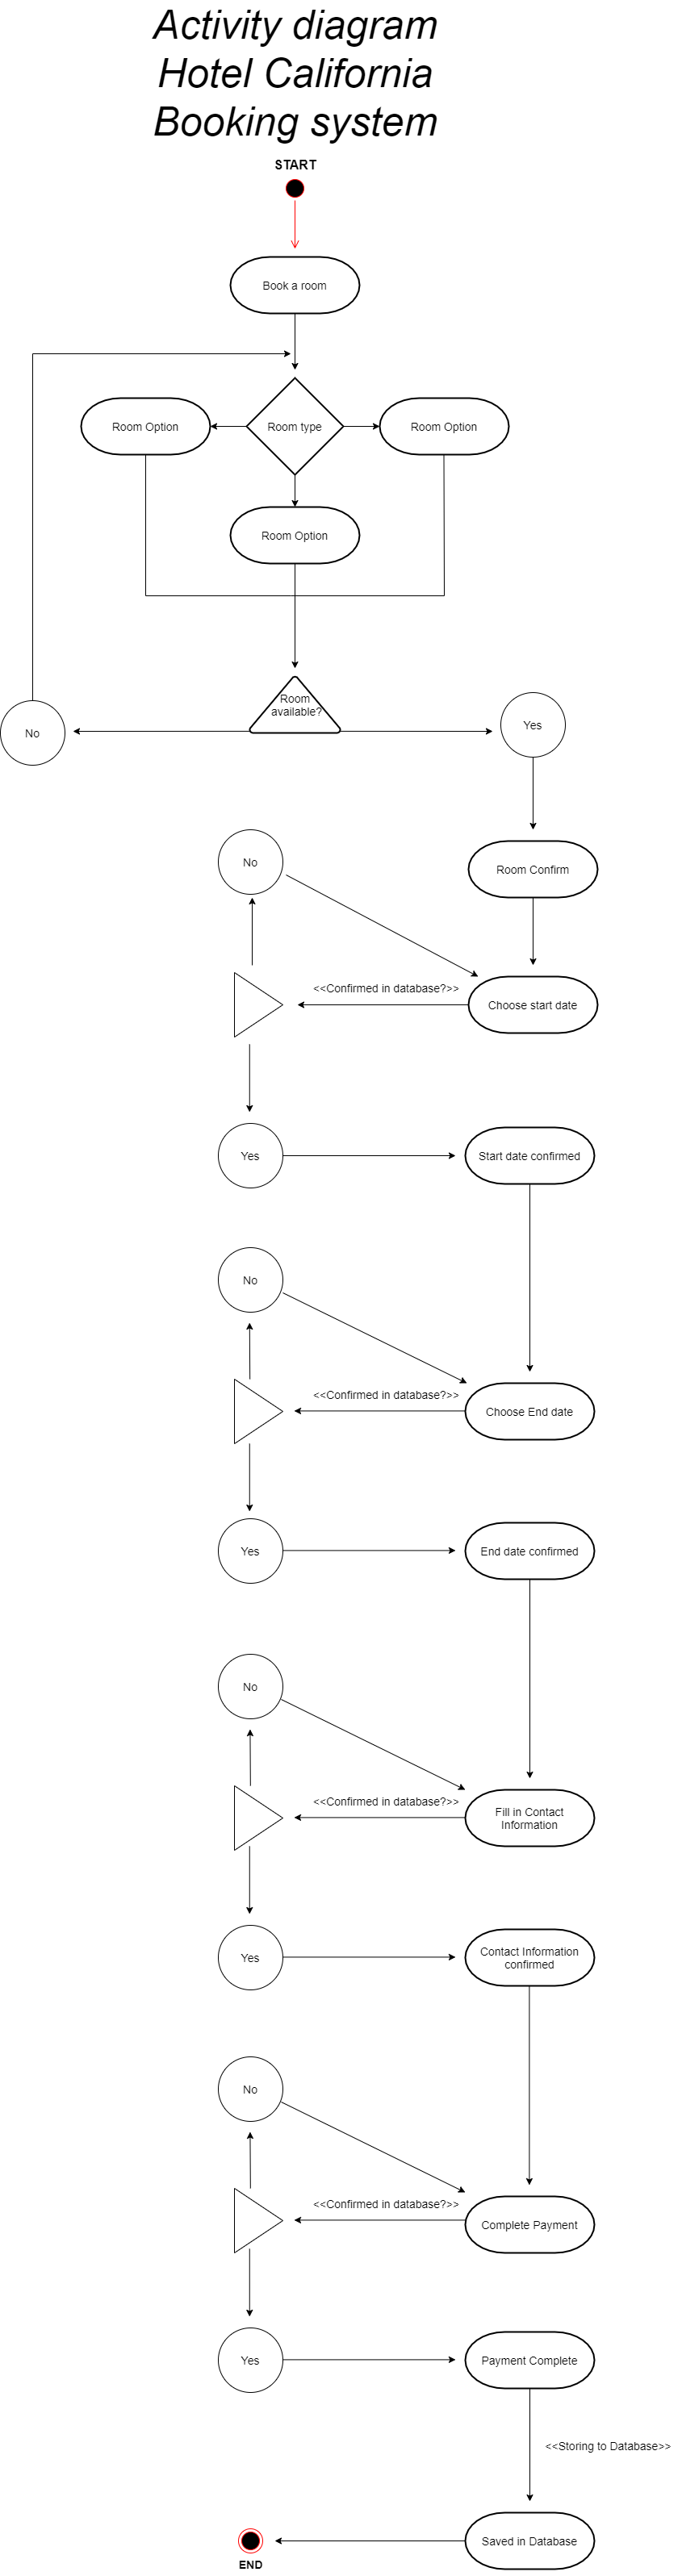 Activity diagram
Hotel California
Booking system
START
Book a room
Room Option
Room type
Room Option
Room Option
Room
available?
No
Yes
Room Confirm
No
<<Confirmed in database?>>
Choose start date
Yes
Start date confirmed
No
<<Confirmed in database?>>
Choose End date
Yes
End date confirmed
No
<<Confirmed in database?>>
Fill in Contact
Information
Yes
Contact Information
confirmed
No
<<Confirmed in database?>>
Complete Payment
Yes
Payment Complete
<<Storing to Database>>
Saved in Database
END